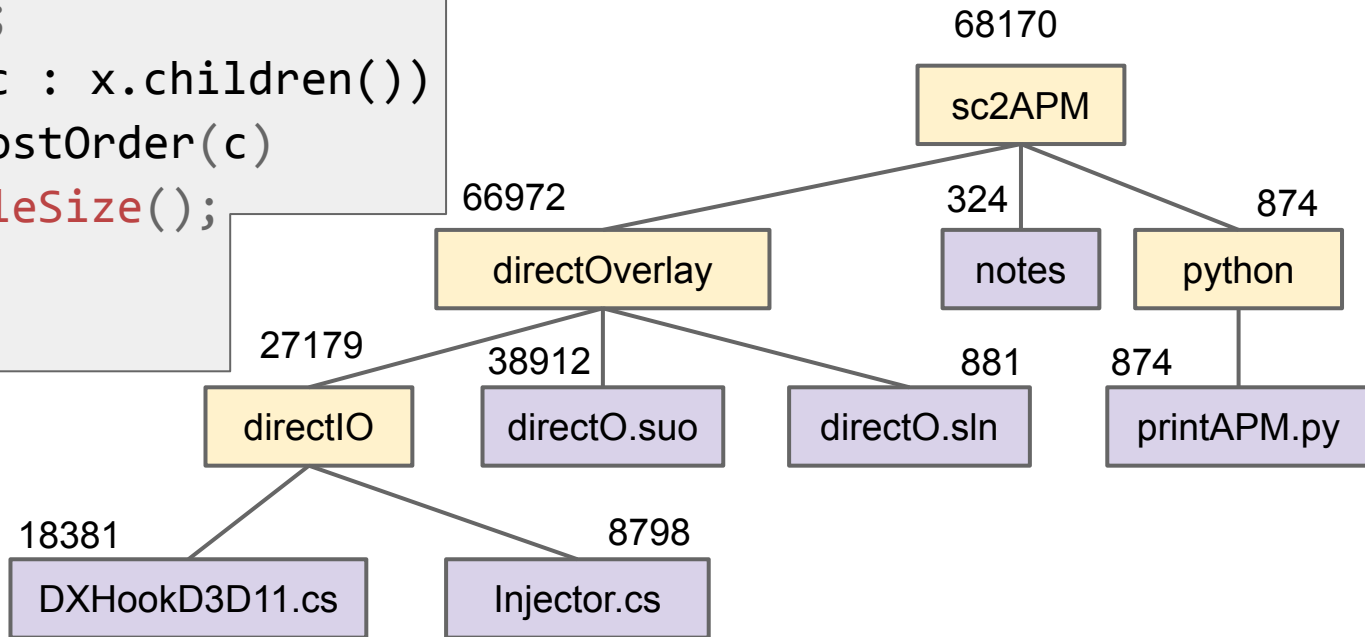 c : x.children())
ostOrder(c)
leSize();
68170
sc2APM
66972
324
874
directOverlay
notes
python
27179
38912
881
874
directIO
directO.suo
directO.sln
printAPM.py
18381
8798
DXHookD3D11.cs
Injector.cs